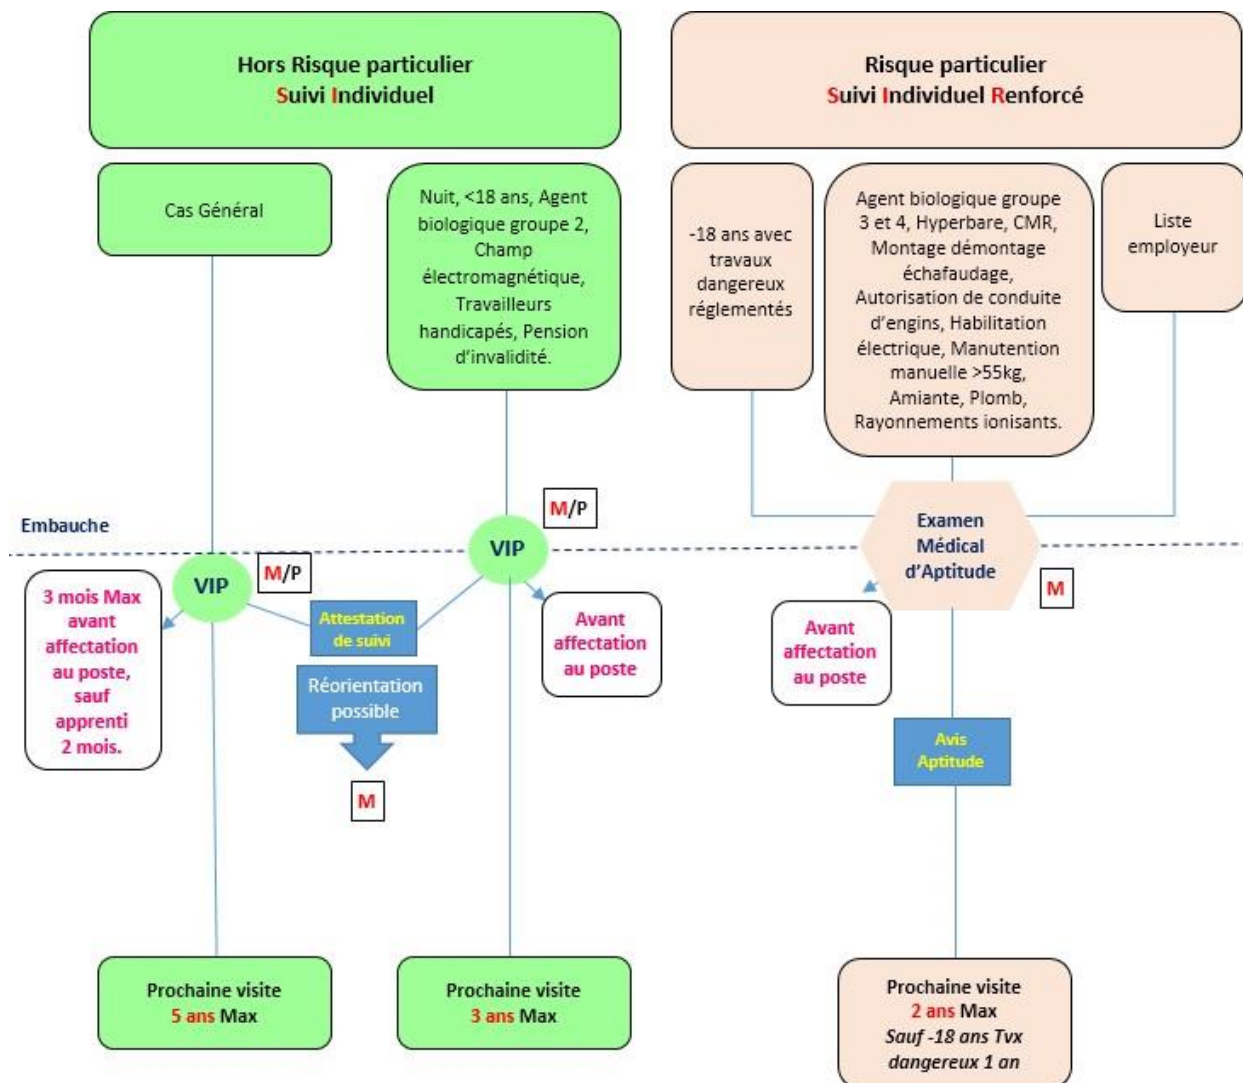 Hors Risque particulier
Suivi Individuel
Risque particulier
Suivi Individuel Renforcé
Cas Général
Nuit, <18 ans, Agent
biologique groupe 2,
Champ
électromagnétique,
Travailleurs
handicapés, Pension
d'invalidité.
-18 ans avec
travaux
dangereux
réglementés
Agent biologique groupe
3 et 4, Hyperbare, CMR,
Montage démontage
échafaudage,
Autorisation de conduite
d'engins, Habilitation
électrique, Manutention
manuelle >55kg,
Amiante, Plomb,
Rayonnements ionisants.
Liste
employeur
Embauche
VIP
M/P
VIP
M/P
Examen
Médical
d'Aptitude
M
3 mois Max
avant
affectation
au poste,
sauf
apprenti
2 mois.
Attestation
de suivi
Réorientation
possible
M
Avant
affectation
au poste
Avant
affectation
au poste
Avis
Aptitude
Prochaine visite
5 ans Max
Prochaine visite
3 ans Max
Prochaine visite
2 ans Max
Sauf -18 ans Tvx
dangereux 1 an